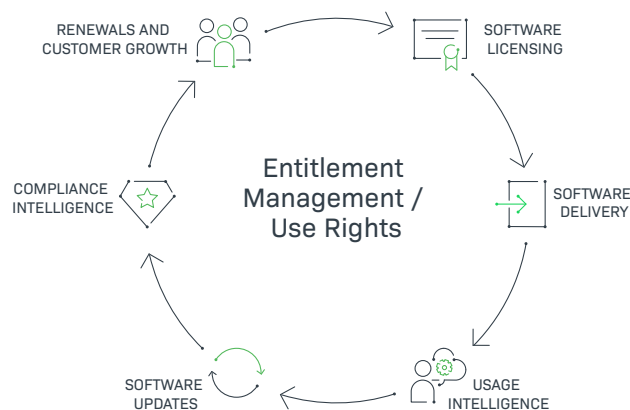 RENEWALS AND
CUSTOMER GROWTH
SOFTWARE
LICENSING
Entitlement
Management /
Use Rights
COMPLIANCE
INTELLIGENCE
SOFTWARE
DELIVERY
SOFTWARE
UPDATES
USAGE
INTELLIGENCE